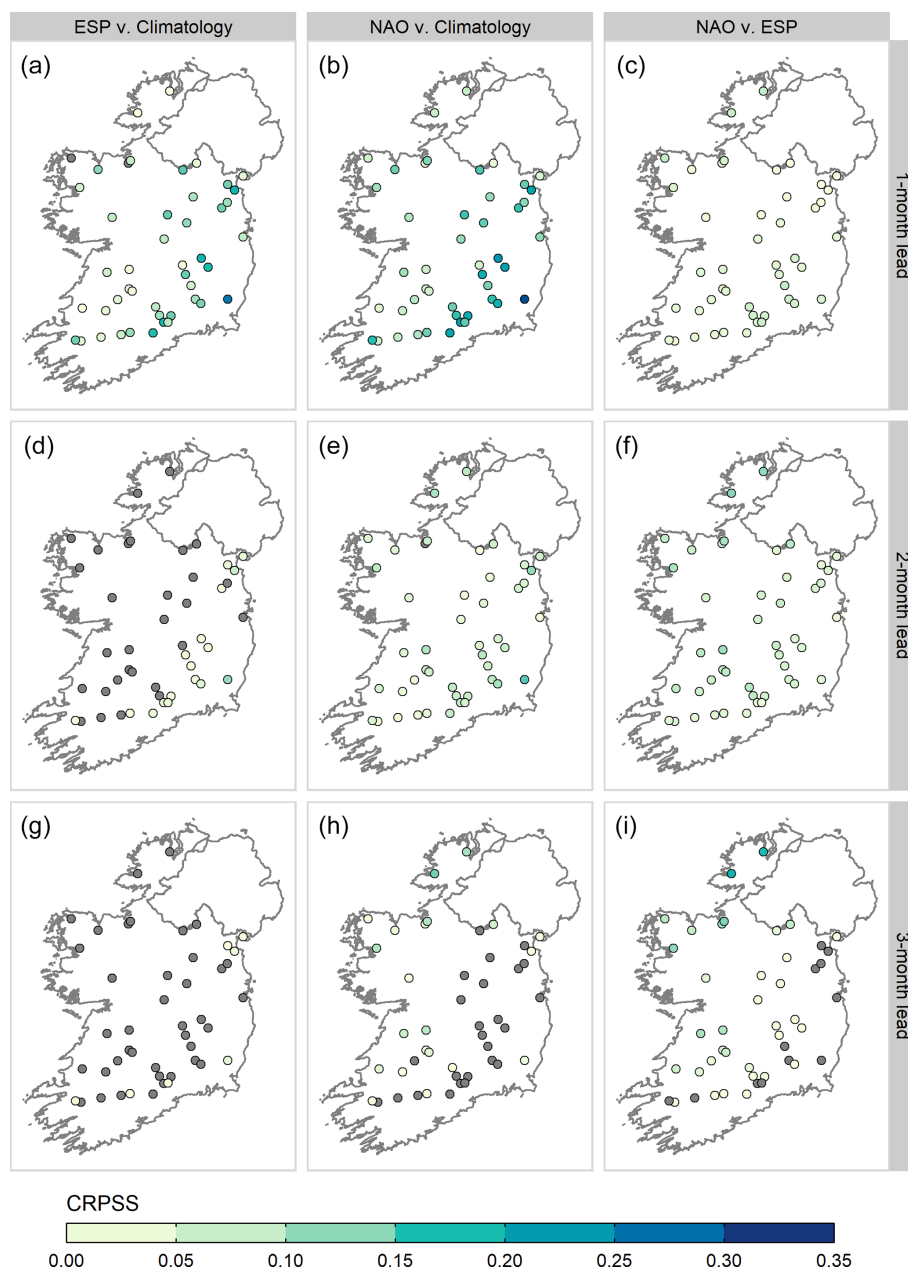 ESP v. Climatology
NAO v. Climatology
NAO v. ESP
(a)
(b)
(c)
1-month lead
(d)
(e)
(f)
2-month lead
(g)
(h)
(i)
3-month lead
CRPSS
0.00 0.05 0.10 0.15 0.20 0.25 0.30 0.35